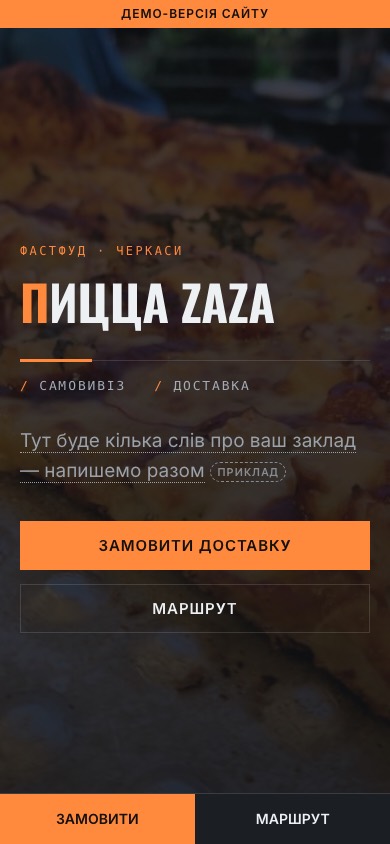 ДЕМО-ВЕРСІЯ САЙТУ
ФАСТФУД · ЧЕРКАСИ
ПИЦЦА ZAZA
/ САМОВИВІЗ / ДОСТАВКА
Тут буде кілька слів про ваш заклад
— напишемо разом ПРИКЛАД
ЗАМОВИТИ ДОСТАВКУ
МАРШРУТ
ЗАМОВИТИ МАРШРУТ